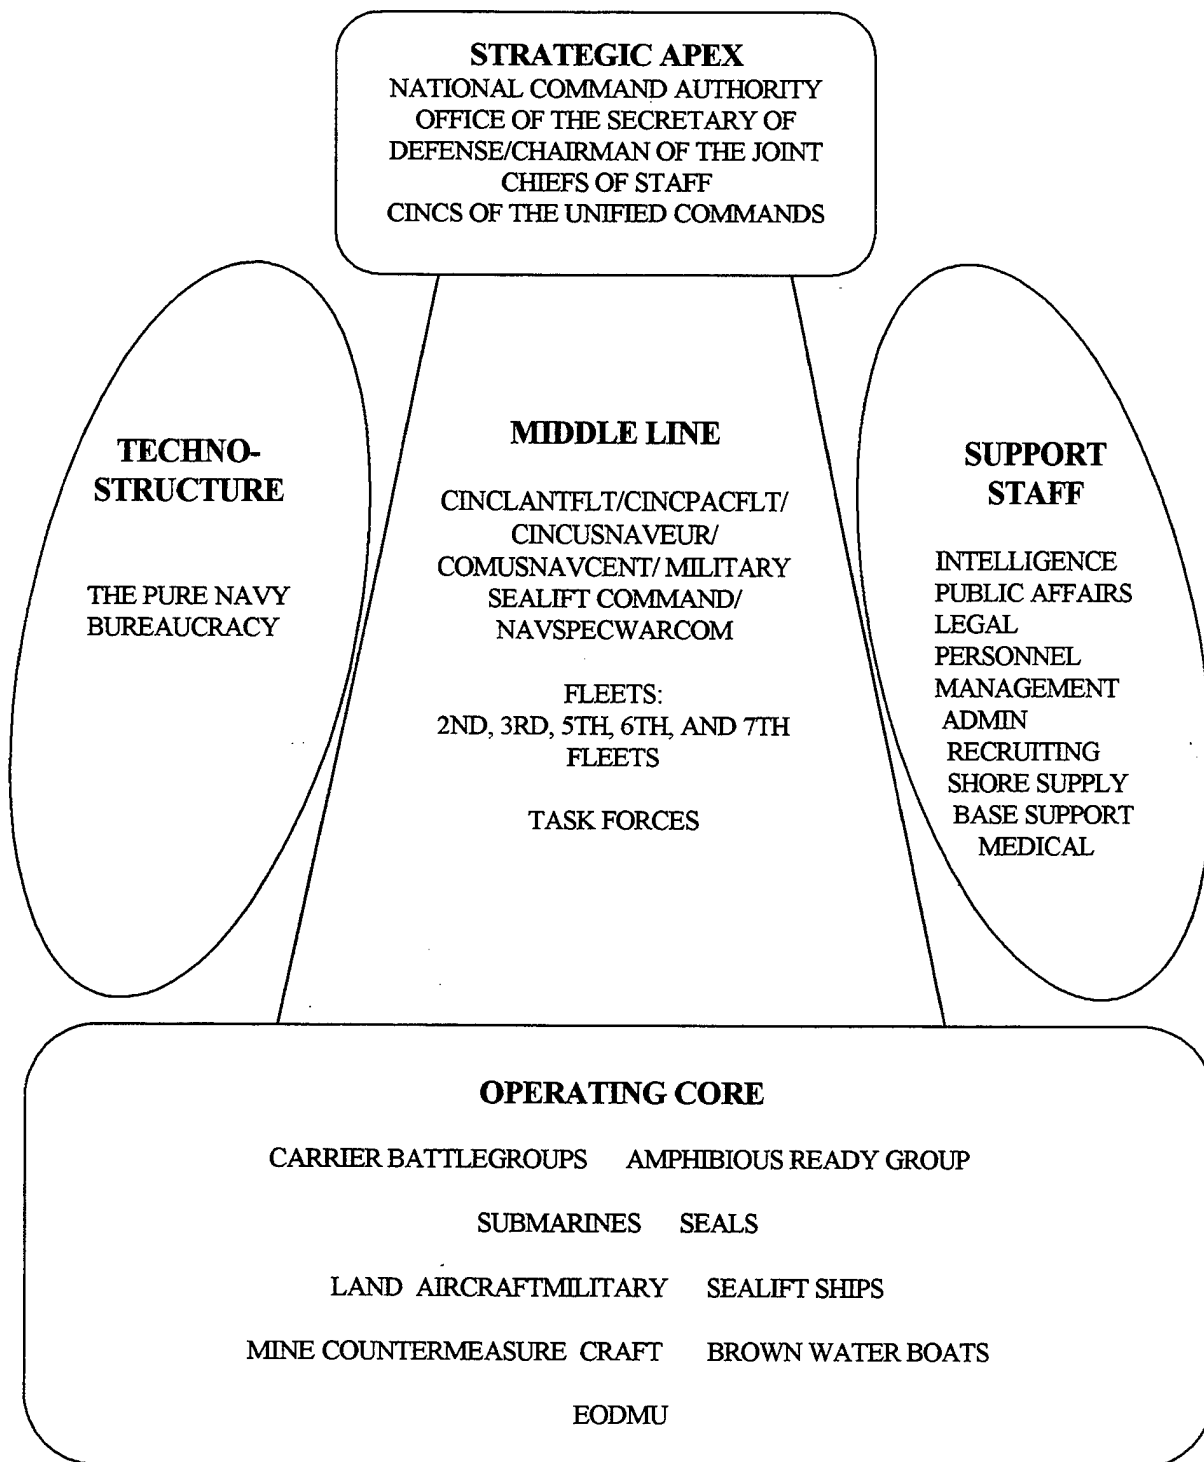 STRATEGIC APEX
NATIONAL COMMAND AUTHORITY
OFFICE OF THE SECRETARY OF
DEFENSE/CHAIRMAN OF THE JOINT
CHIEFS OF STAFF
CINCS OF THE UNIFIED COMMANDS
TECHNO-
STRUCTURE
THE PURE NAVY
BUREAUCRACY
MIDDLE LINE
CINCLANTFLT/CINCPACFLT/
CINCUSNAVEUR/
COMUSNAVCENT/ MILITARY
SEALIFT COMMAND/
NAVSPECWARCOM
FLEETS:
2ND, 3RD, 5TH, 6TH, AND 7TH
FLEETS
TASK FORCES
SUPPORT
STAFF
INTELLIGENCE
PUBLIC AFFAIRS
LEGAL
PERSONNEL
MANAGEMENT
ADMIN
RECRUITING
SHORE SUPPLY
BASE SUPPORT
MEDICAL
OPERATING CORE
CARRIER BATTLEGROUPS AMPHIBIOUS READY GROUP
SUBMARINES SEALS
LAND AIRCRAFTMILITARY SEALIFT SHIPS
MINE COUNTERMEASURE CRAFT BROWN WATER BOATS
EODMU